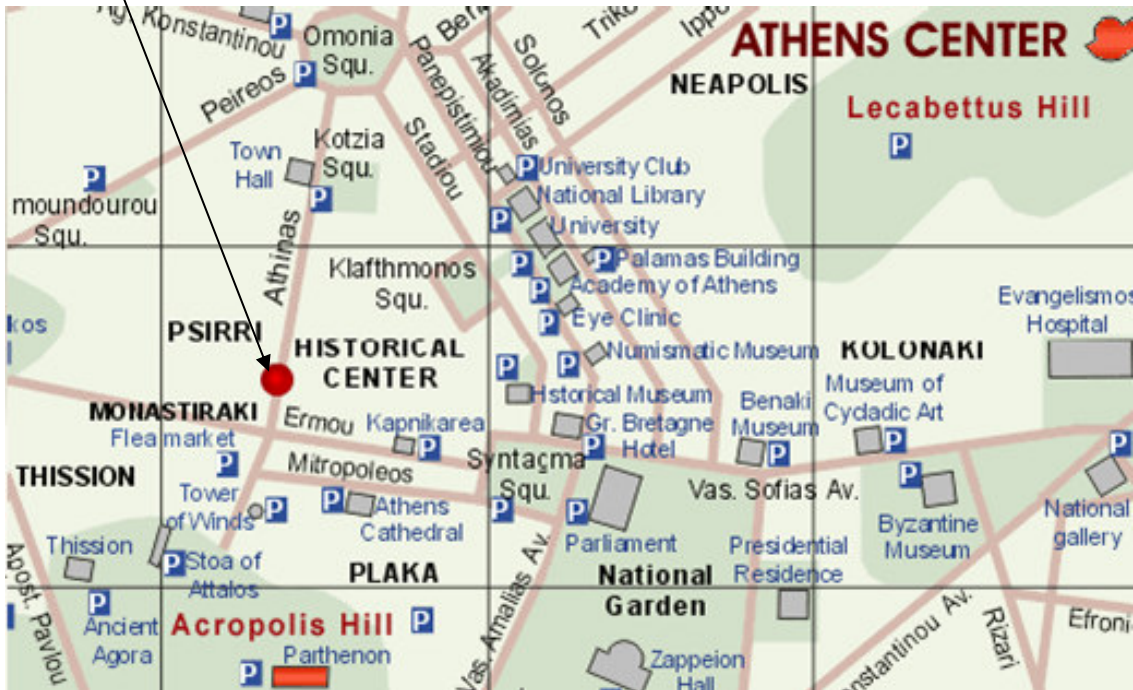 Ag. Konstantinou
Omonia
Squ.
Peireos
Panepistimiou
Akadimias
Solonos
ATHENS CENTER
NEAPOLIS
Lecabettus Hill
P
Town
Hall
Kotzia
Squ.
Stadiou
moundourou
Squ.
University Club
National Library
University
Athinas
Klafthmonos
Squ.
Palamas Building
Academy of Athens
Eye Clinic
Numismatic Museum
Evangelismos
Hospital
PSIRRI
HISTORICAL
CENTER
KOLONAKI
Museum of
Cycladic Art
Hstorical Museum
Benaki
Museum
MONASTIRAKI
Flea market
Ermou
Kapnikarea
Gr. Bretagne
Hotel
THISSION
Mitropoleos
Syntagma
Squ.
Vas. Sofias Av.
Tower
of Winds
Athens
Cathedral
Byzantine
Museum
National
gallery
Thission
Stoa of
Attalos
PLAKA
Parliament
Presidential
Residence
National
Garden
Apost. Pavlou
Ancient
Agora
Acropolis Hill
Parthenon
Vas. Amalias Av.
Zappeion
Hall
onstantinou Av.
Rizari
Efroni